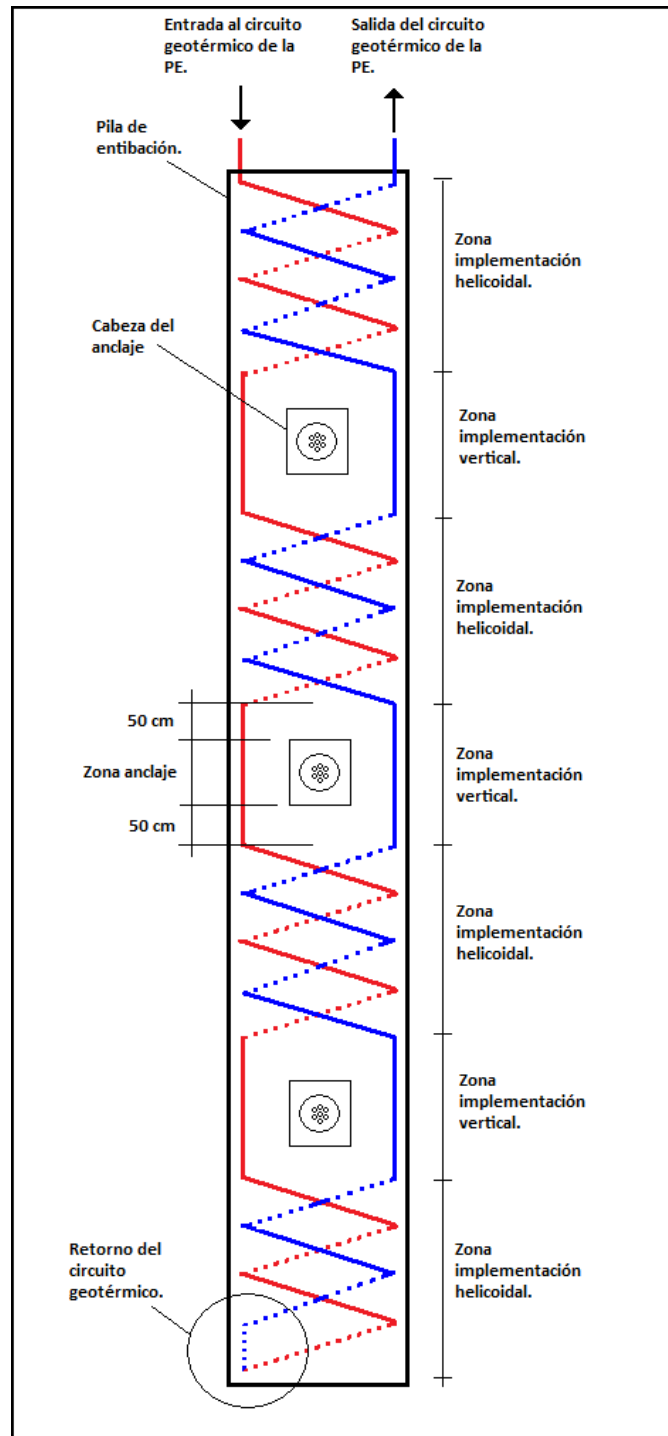 Entrada al circuito
geotérmico de la
PE.
Salida del circuito
geotérmico de la
PE.
Pila de
entibación.
Zona
implementación
helicoidal.
Cabeza del
anclaje
Zona
implementación
vertical.
Zona
implementación
helicoidal.
50 cm
Zona anclaje
50 cm
Zona
implementación
vertical.
Zona
implementación
helicoidal.
Zona
implementación
vertical.
Retorno del
circuito
geotérmico.
Zona
implementación
helicoidal.